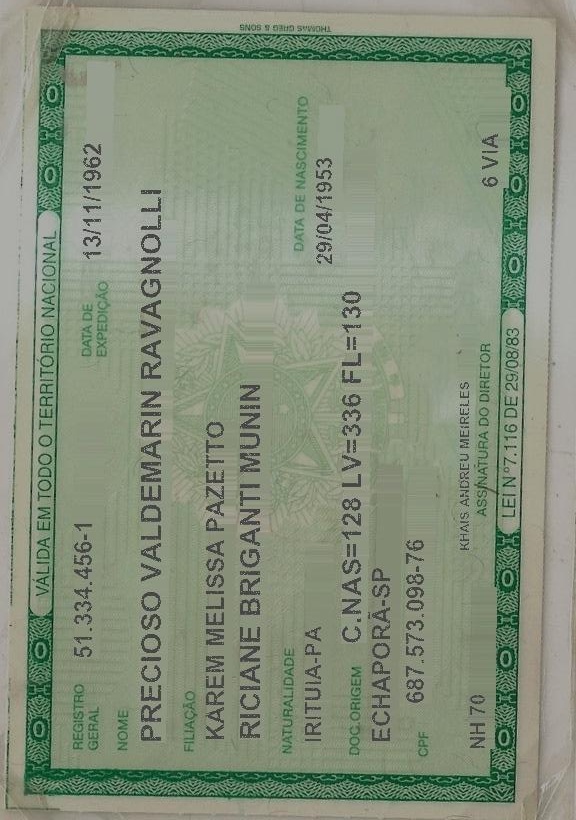 THOMAS GREG & SONS
VÁLIDA EM TODO O TERRITÓRIO NACIONAL
REGISTRO GERAL 51.334.456-1 DATA DE EXPEDIÇÃO 13/11/1962
NOME
PRECIOSO VALDEMARIN RAVAGNOLLI
FILIAÇÃO
KAREM MELISSA PAZETTO
RICIANE BRIGANTI MUNIN
NATURALIDADE DATA DE NASCIMENTO
IRITUIA-PA 29/04/1953
DOC.ORIGEM C.NAS=128 LV=336 FL=130
ECHAPORÃ-SP
CPF 687.573.098-76
KHAIS ANDREU MEIRELES
NH 70 ASSINATURA DO DIRETOR 6 VIA
LEI Nº 7.116 DE 29/08/83